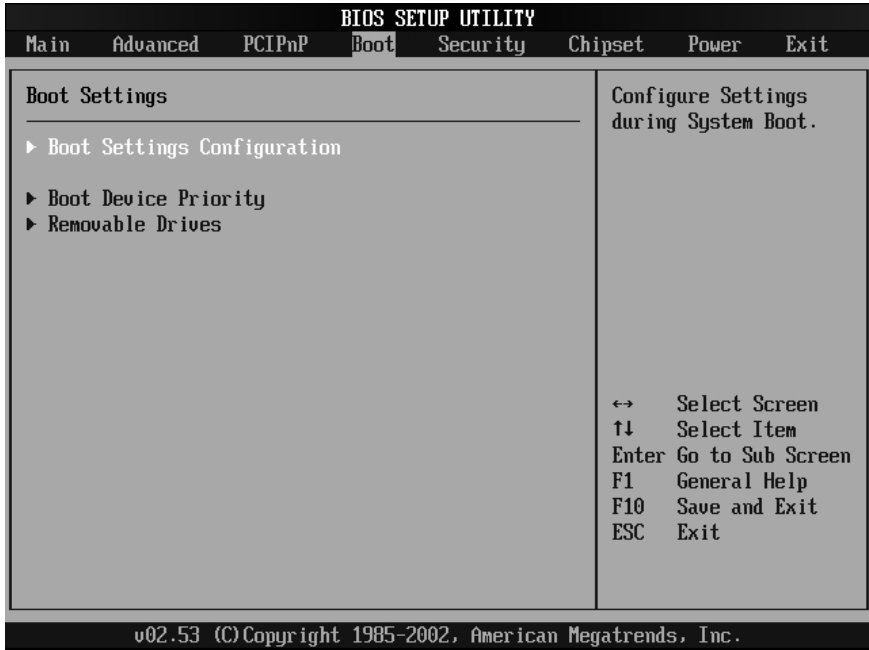 BIOS SETUP UTILITY
Main Advanced PCIPnP Boot Security Chipset Power Exit
Boot Settings
▶ Boot Settings Configuration
▶ Boot Device Priority
▶ Removable Drives
Configure Settings
during System Boot.
↔ Select Screen
↑↓ Select Item
Enter Go to Sub Screen
F1 General Help
F10 Save and Exit
ESC Exit
v02.53 (C)Copyright 1985-2002, American Megatrends, Inc.